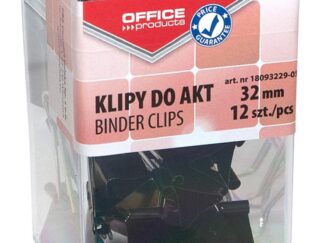 OFFICE
products
PRICE
GUARANTEE
art. nr 18093229-05
KLIPY DO AKT
32 mm
BINDER CLIPS
12 szt./pcs